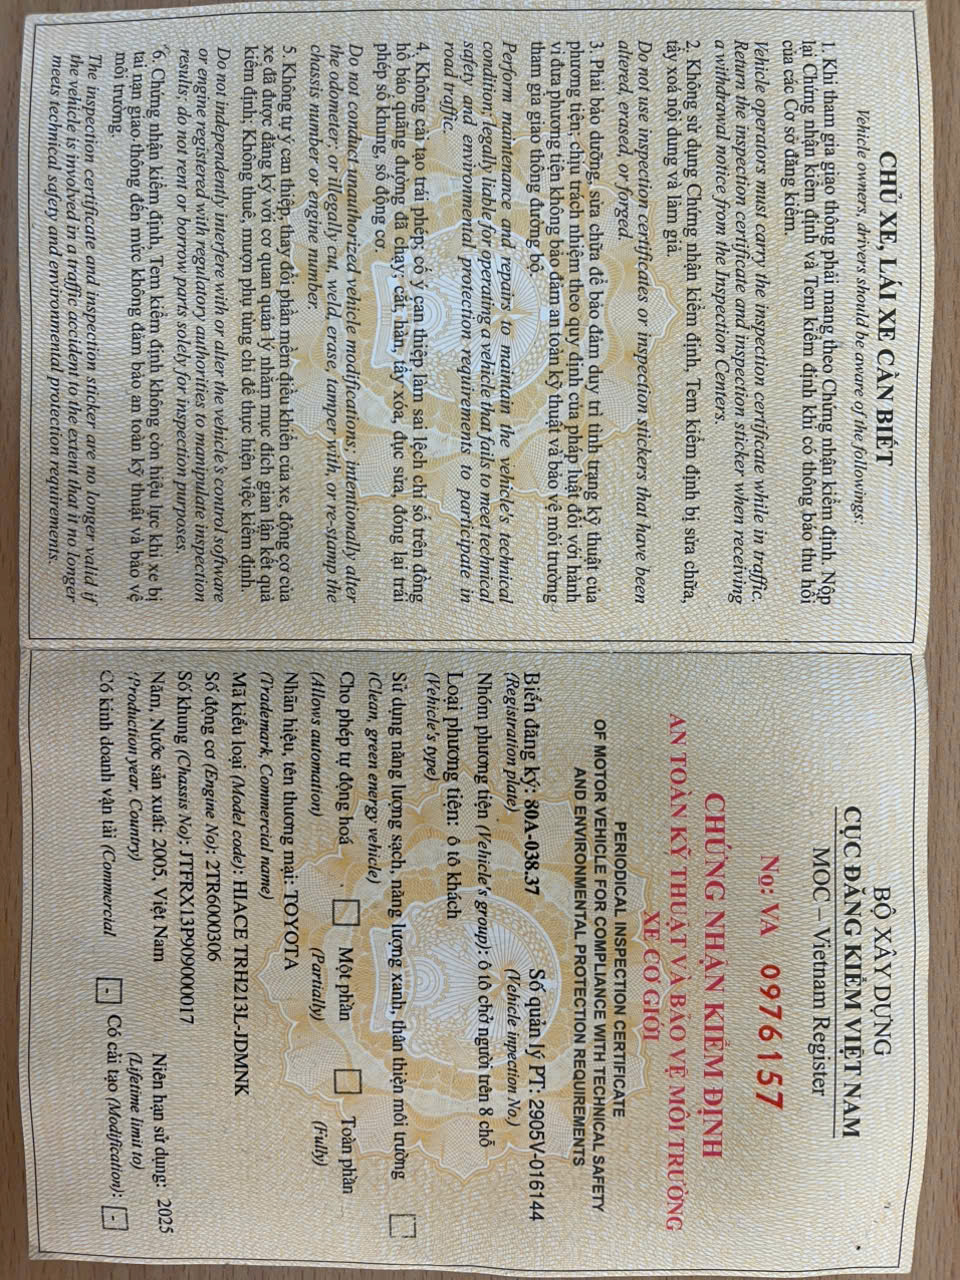 CHỦ XE, LÁI XE CẦN BIẾT
Vehicle owners, drivers should be aware of the followings:
1. Khi tham gia giao thông phải mang theo Chứng nhận kiểm định. Nộp
lại Chứng nhận kiểm định và Tem kiểm định khi có thông báo thu hồi
của các Cơ sở đăng kiểm.
Vehicle operators must carry the inspection certificate while in traffic.
Return the inspection certificate and inspection sticker when receiving
a withdrawal notice from the Inspection Centers.
2. Không sử dụng Chứng nhận kiểm định, Tem kiểm định bị sửa chữa,
tẩy xoá nội dung và làm giả.
Do not use inspection certificates or inspection stickers that have been
altered, erased, or forged.
3. Phải bảo dưỡng, sửa chữa để bảo đảm duy trì tình trạng kỹ thuật của
phương tiện; chịu trách nhiệm theo quy định của pháp luật đối với hành
vi đưa phương tiện không bảo đảm an toàn kỹ thuật và bảo vệ môi trường
tham gia giao thông đường bộ.
Perform maintenance and repairs to maintain the vehicle's technical
condition; legally liable for operating a vehicle that fails to meet technical
safety and environmental protection requirements to participate in
road traffic.
4. Không cải tạo trái phép; cố ý can thiệp làm sai lệch chỉ số trên đồng
hồ báo quãng đường đã chạy; cắt, hàn, tẩy xóa, đục sửa, đóng lại trái
phép số khung, số động cơ.
Do not conduct unauthorized vehicle modifications; intentionally alter
the odometer; or illegally cut, weld, erase, tamper with, or re-stamp the
chassis number or engine number.
5. Không tự ý can thiệp, thay đổi phần mềm điều khiển của xe, động cơ của
xe đã được đăng ký với cơ quan quản lý nhằm mục đích gian lận kết quả
kiểm định; Không thuê, mượn phụ tùng chỉ để thực hiện việc kiểm định.
Do not independently interfere with or alter the vehicle's control software
or engine registered with regulatory authoriities to manipulate inspection
results; do not rent or borrow parts solely for inspection purposes.
6. Chứng nhận kiểm định, Tem kiểm định không còn hiệu lực khi xe bị
tai nạn giao thông đến mức không đảm bảo an toàn kỹ thuật và bảo vệ
môi trường.
The inspection certificate and inspection sticker are no longer valid if
the vehicle is involved in a traffic accident to the extent that it no longer
meets technical safety and environmental protection requirements.
BỘ XÂY DỰNG
CỤC ĐĂNG KIỂM VIỆT NAM
MOC – Vietnam Register
No: VA 0976157
CHỨNG NHẬN KIỂM ĐỊNH
AN TOÀN KỸ THUẬT VÀ BẢO VỆ MÔI TRƯỜNG
XE CƠ GIỚI
PERIODICAL INSPECTION CERTIFICATE
OF MOTOR VEHICLE FOR COMPLIANCE WITH TECHNICAL SAFETY
AND ENVIRONMENTAL PROTECTION REQUIREMENTS
Biển đăng ký: 80A-038.37 Số quản lý PT: 2905V-016144
(Registration plate) (Vehicle inpection No.)
Nhóm phương tiện (Vehicle's group): ô tô chở người trên 8 chỗ
Loại phương tiện: ô tô khách
(Vehicle's type)
Sử dụng năng lượng sạch, năng lượng xanh, thân thiện môi trường
(Clean, green energy vehicle)
Cho phép tự động hoá Một phần Toàn phần
(Allows automation) (Partially) (Fully)
Nhãn hiệu, tên thương mại: TOYOTA
(Trademark, Commercial name)
Mã kiểu loại (Model code): HIACE TRH213L-JDMNK
Số động cơ (Engine No): 2TR6000306
Số khung (Chassis No): JTFRX13P909000017
Năm, Nước sản xuất: 2005, Việt Nam Niên hạn sử dụng: 2025
(Production year, Country) (Lifetime limit to)
Có kinh doanh vận tải (Commercial - Có cải tạo (Modification): -